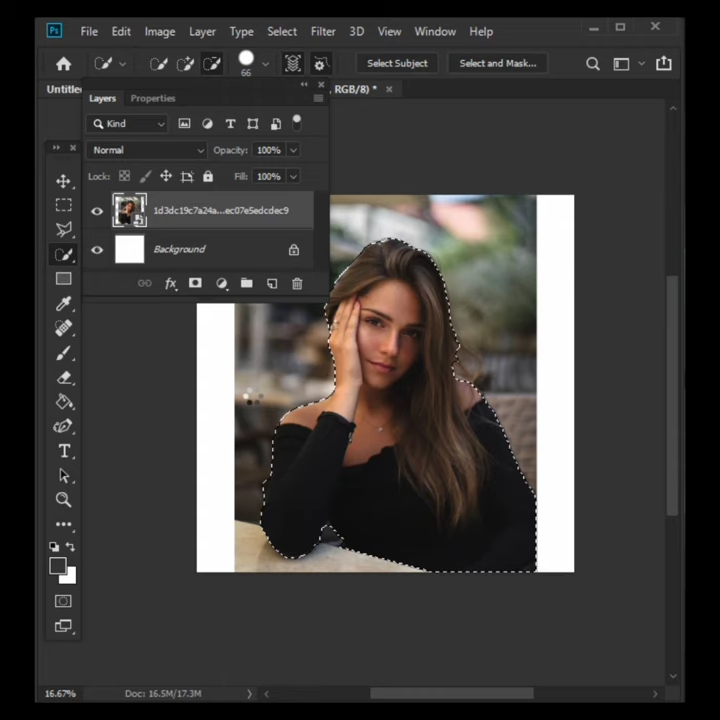 Ps File Edit Image Layer Type Select Filter 3D View Window Help
66 Select Subject Select and Mask...
Untitle RGB/8) * ×
Layers Properties
Kind
Normal Opacity: 100%
Lock: Fill: 100%
1d3dc19c7a24a...ec07e5edcdec9
Background
16.67% Doc: 16.5M/17.3M